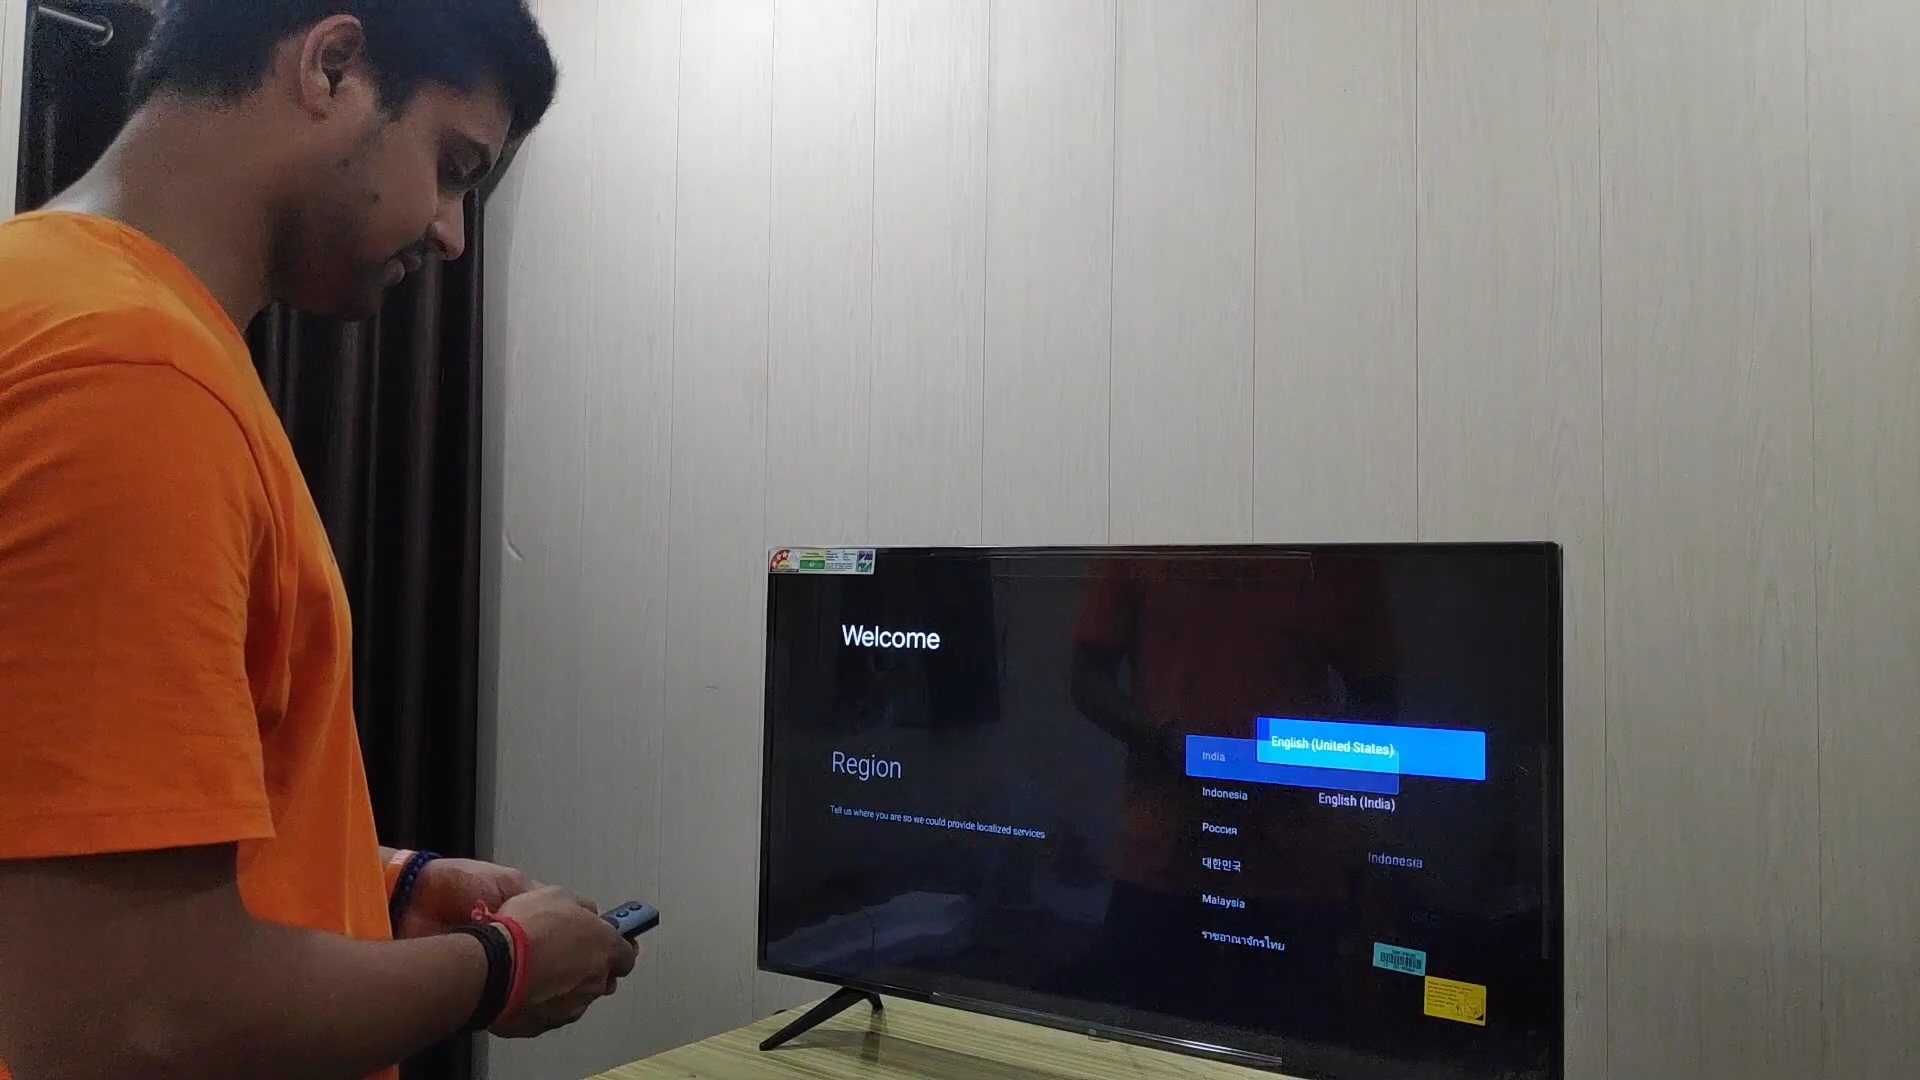 Welcome
Region
Tell us where you are so we could provide localized services
English (United States)
India
Indonesia
English (India)
Россия
대한민국
Indonesia
Malaysia
ราชอาณาจักรไทย